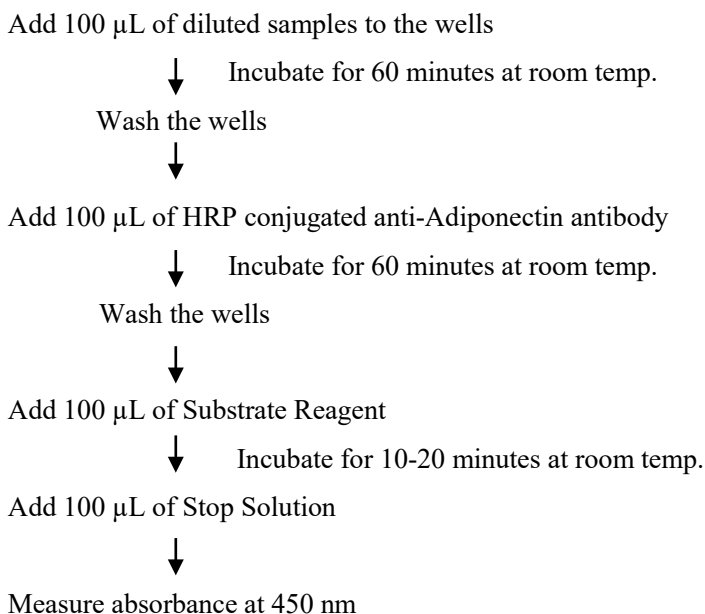 Add 100 µL of diluted samples to the wells
Incubate for 60 minutes at room temp.
Wash the wells
Add 100 µL of HRP conjugated anti-Adiponectin antibody
Incubate for 60 minutes at room temp.
Wash the wells
Add 100 µL of Substrate Reagent
Incubate for 10-20 minutes at room temp.
Add 100 µL of Stop Solution
Measure absorbance at 450 nm